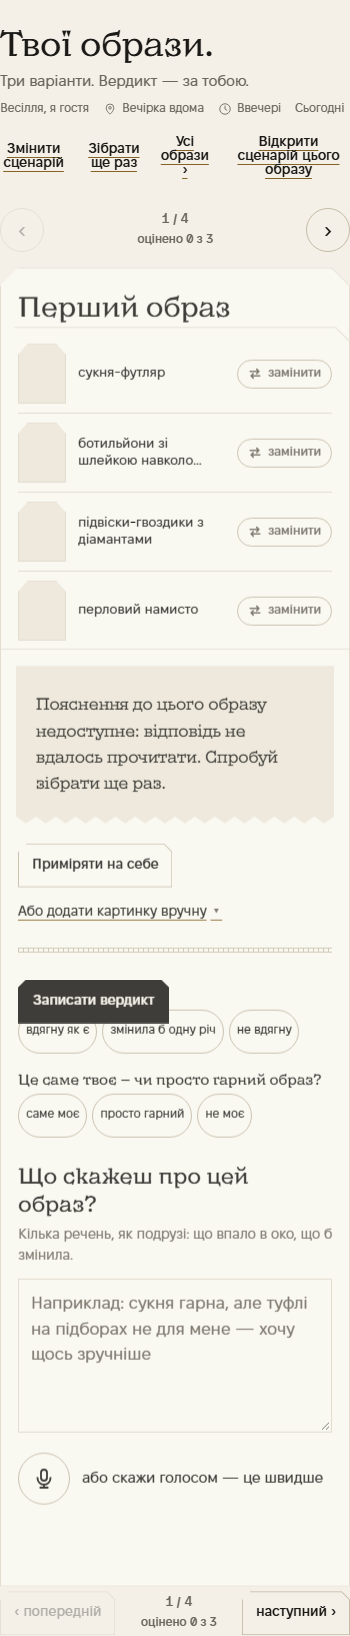 Твої образи.
Три варіанти. Вердикт — за тобою.
Весілля, я гостя Вечірка вдома Ввечері Сьогодні
Змінити сценарій
Зібрати ще раз
Усі образи ›
Відкрити сценарій цього образу
‹ 1 / 4 ›
оцінено 0 з 3
Перший образ
сукня-футляр ⇄ замінити
ботильйони зі ⇄ замінити
шлейкою навколо…
підвіски-гвоздики з ⇄ замінити
діамантами
перловий намисто ⇄ замінити
Пояснення до цього образу
недоступне: відповідь не
вдалось прочитати. Спробуй
зібрати ще раз.
Приміряти на себе
Або додати картинку вручну ▾
Записати вердикт
вдягну як є змінила б одну річ не вдягну
Це саме твоє – чи просто гарний образ?
саме моє просто гарний не моє
Що скажеш про цей
образ?
Кілька речень, як подрузі: що впало в око, що б
змінила.
Наприклад: сукня гарна, але туфлі
на підборах не для мене — хочу
щось зручніше
або скажи голосом — це швидше
‹ попередній 1 / 4 наступний ›
оцінено 0 з 3